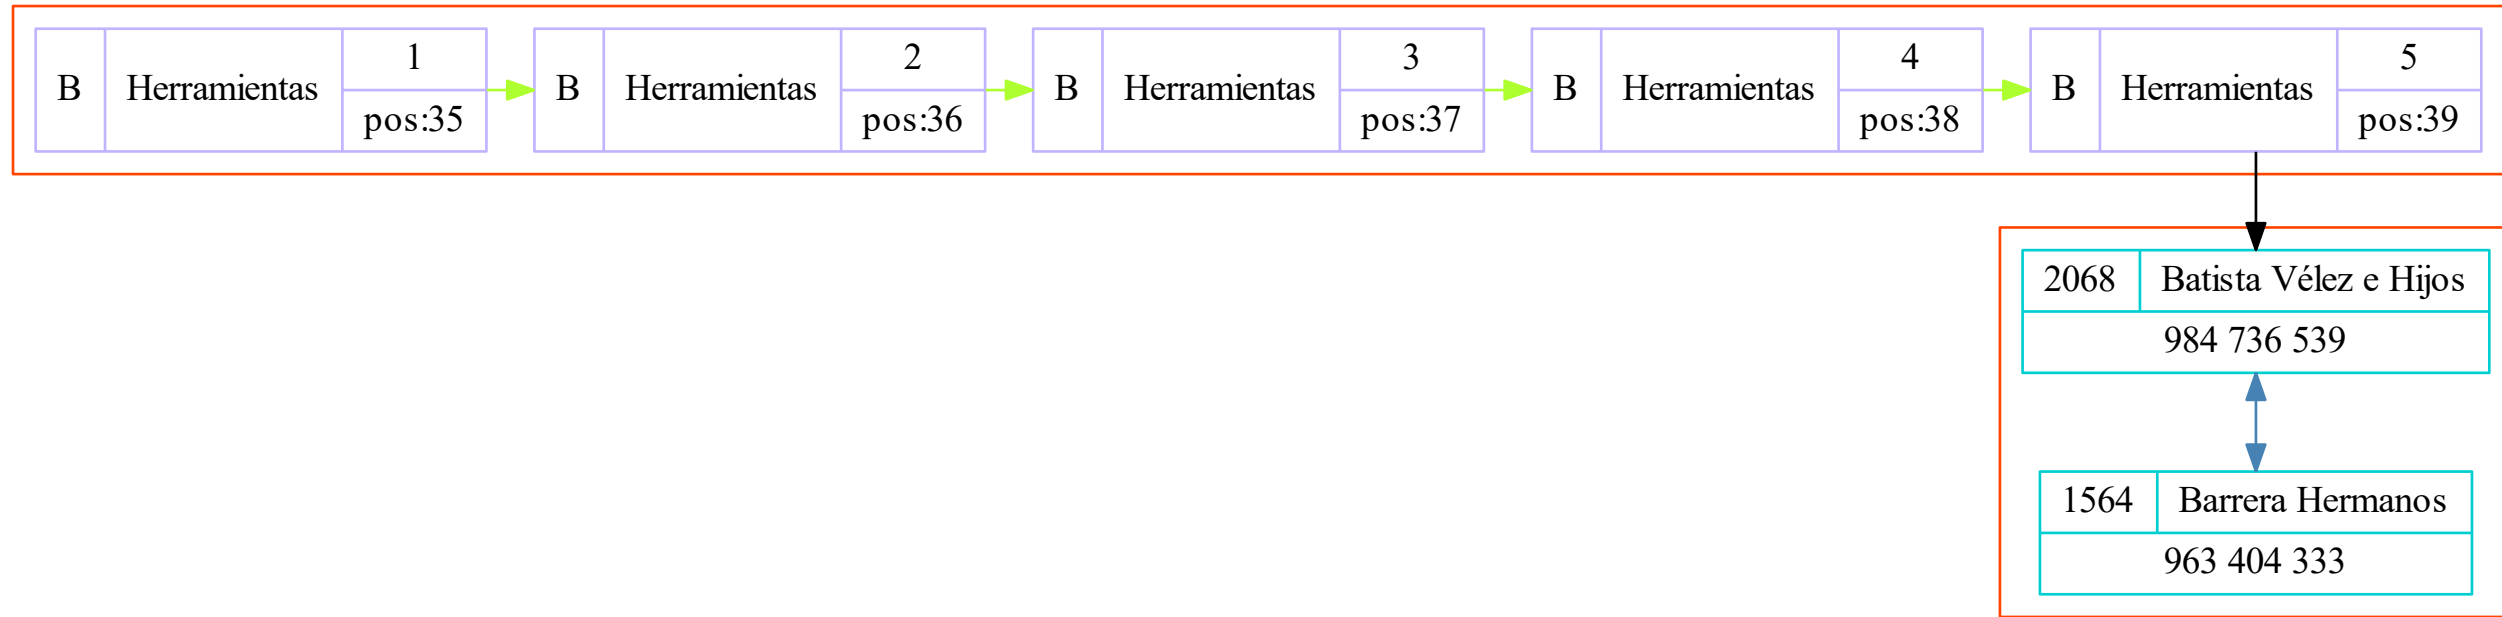 B Herramientas 1 pos:35
B Herramientas 2 pos:36
B Herramientas 3 pos:37
B Herramientas 4 pos:38
B Herramientas 5 pos:39
2068 Batista Vélez e Hijos
984 736 539
1564 Barrera Hermanos
963 404 333